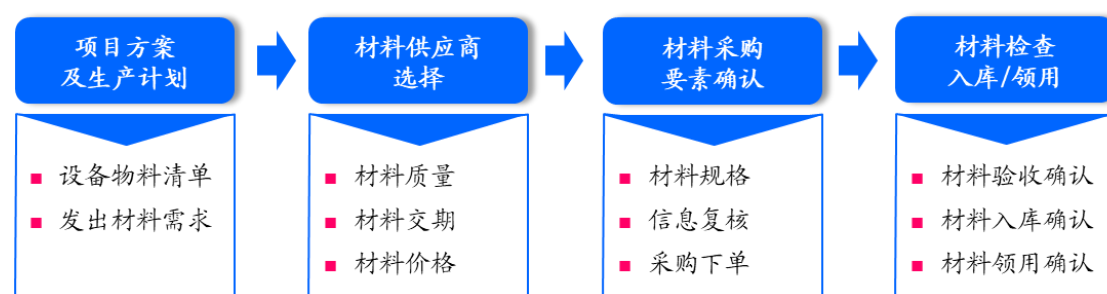 项目方案
及生产计划
设备物料清单
发出材料需求
材料供应商
选择
材料质量
材料交期
材料价格
材料采购
要素确认
材料规格
信息复核
采购下单
材料检查
入库/领用
材料验收确认
材料入库确认
材料领用确认